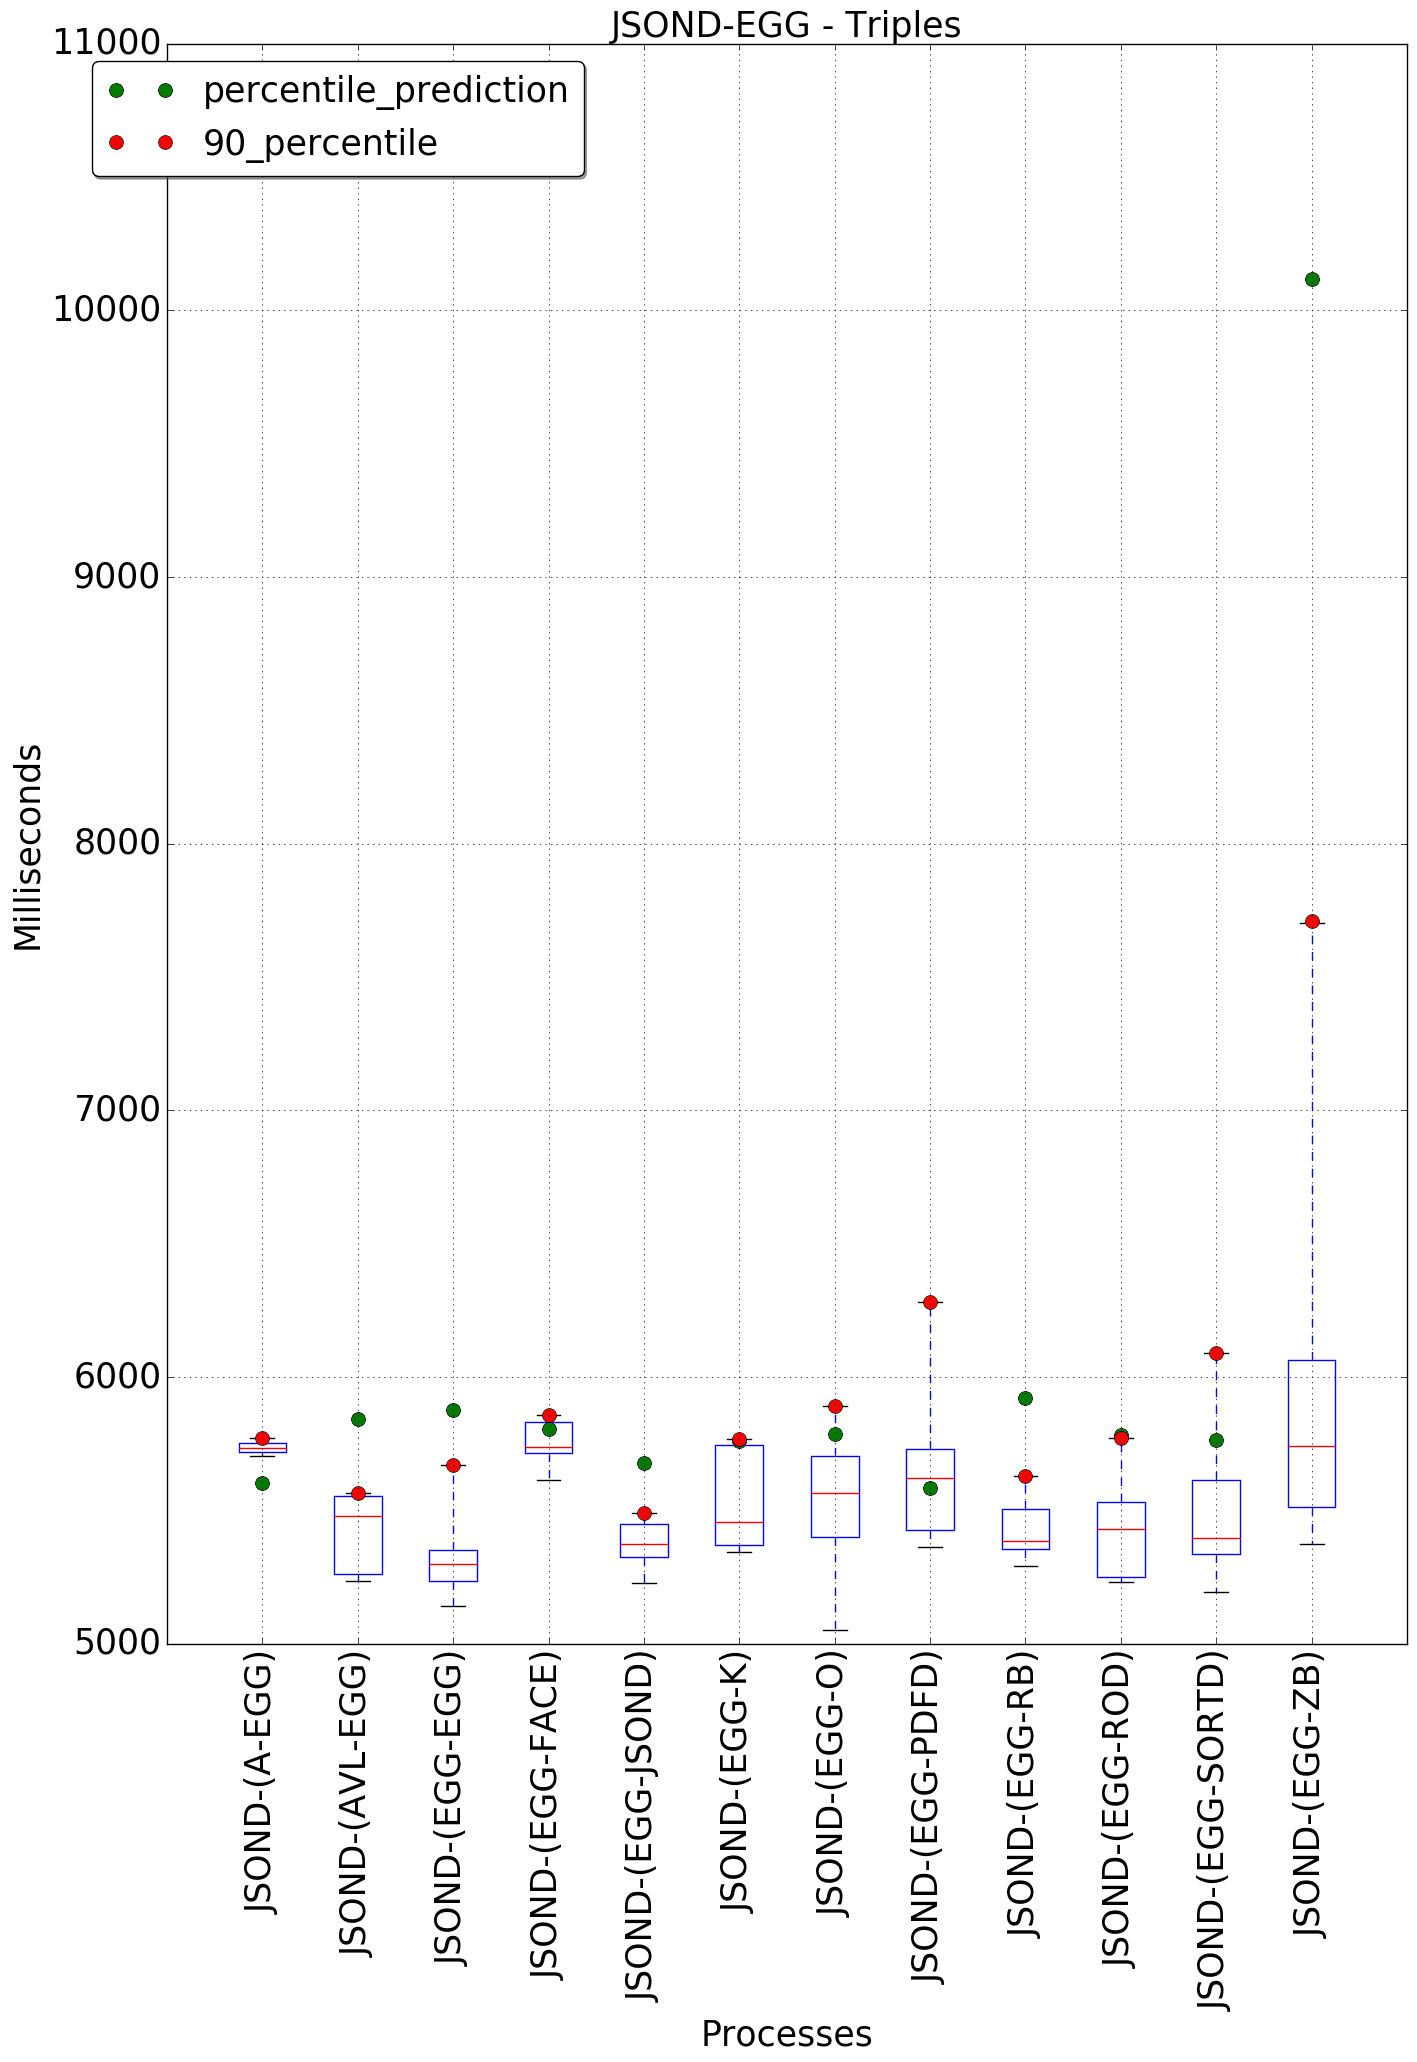 JSOND-EGG - Triples
percentile_prediction
90_percentile
11000
10000
9000
8000
7000
6000
5000
Milliseconds
JSOND-(A-EGG)
JSOND-(AVL-EGG)
JSOND-(EGG-EGG)
JSOND-(EGG-FACE)
JSOND-(EGG-JSOND)
JSOND-(EGG-K)
JSOND-(EGG-O)
JSOND-(EGG-PDFD)
JSOND-(EGG-RB)
JSOND-(EGG-ROD)
JSOND-(EGG-SORTD)
JSOND-(EGG-ZB)
Processes